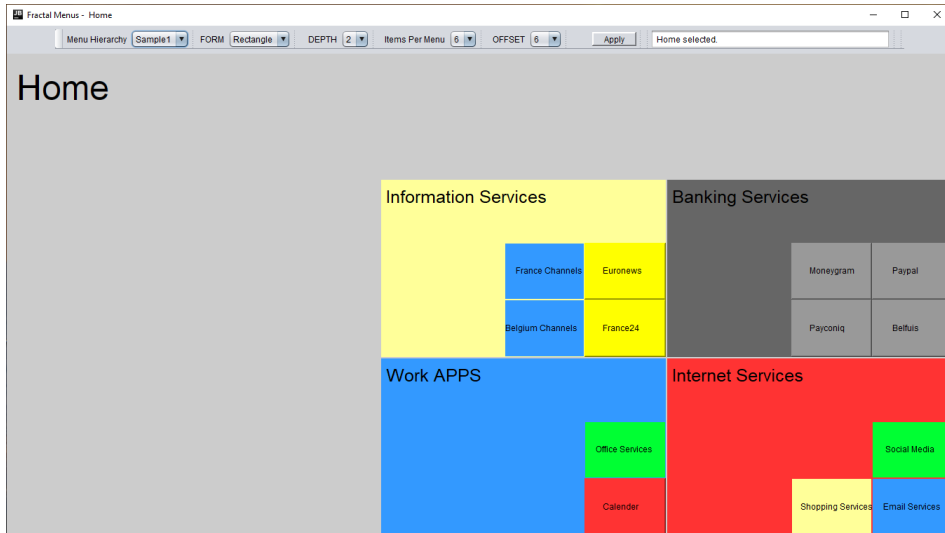 Fractal Menus - Home
Menu Hierarchy Sample1 FORM Rectangle DEPTH 2 Items Per Menu 6 OFFSET 6 Apply Home selected.
Home
Information Services
France Channels
Euronews
Belgium Channels
France24
Banking Services
Moneygram
Paypal
Payconiq
Belfuis
Work APPS
Office Services
Calender
Internet Services
Social Media
Shopping Services
Email Services